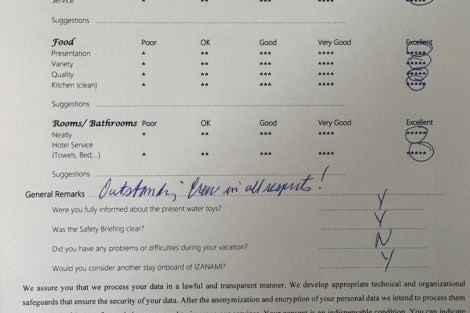 Service
Suggestions
Food Poor OK Good Very Good Excellent
Presentation * ** *** **** *****
Variety * ** *** **** *****
Quality * ** *** **** *****
Kitchen (clean) * ** *** **** *****
Suggestions
Rooms/ Bathrooms Poor OK Good Very Good Excellent
Neatly * ** *** **** *****
Hotel Service
(Towels, Bed...) * ** *** **** *****
Suggestions
General Remarks Outstanding Crew in all respects!
Were you fully informed about the present water toys? Y
Was the Safety Briefing clear? Y
Did you have any problems or difficulties during your vacation? N
Would you consider another stay onboard of IZANAMI? Y
We assure you that we process your data in a lawful and transparent manner. We develop appropriate technical and organizational
safeguards that ensure the security of your data. After the anonymization and encryption of your personal data we intend to process them